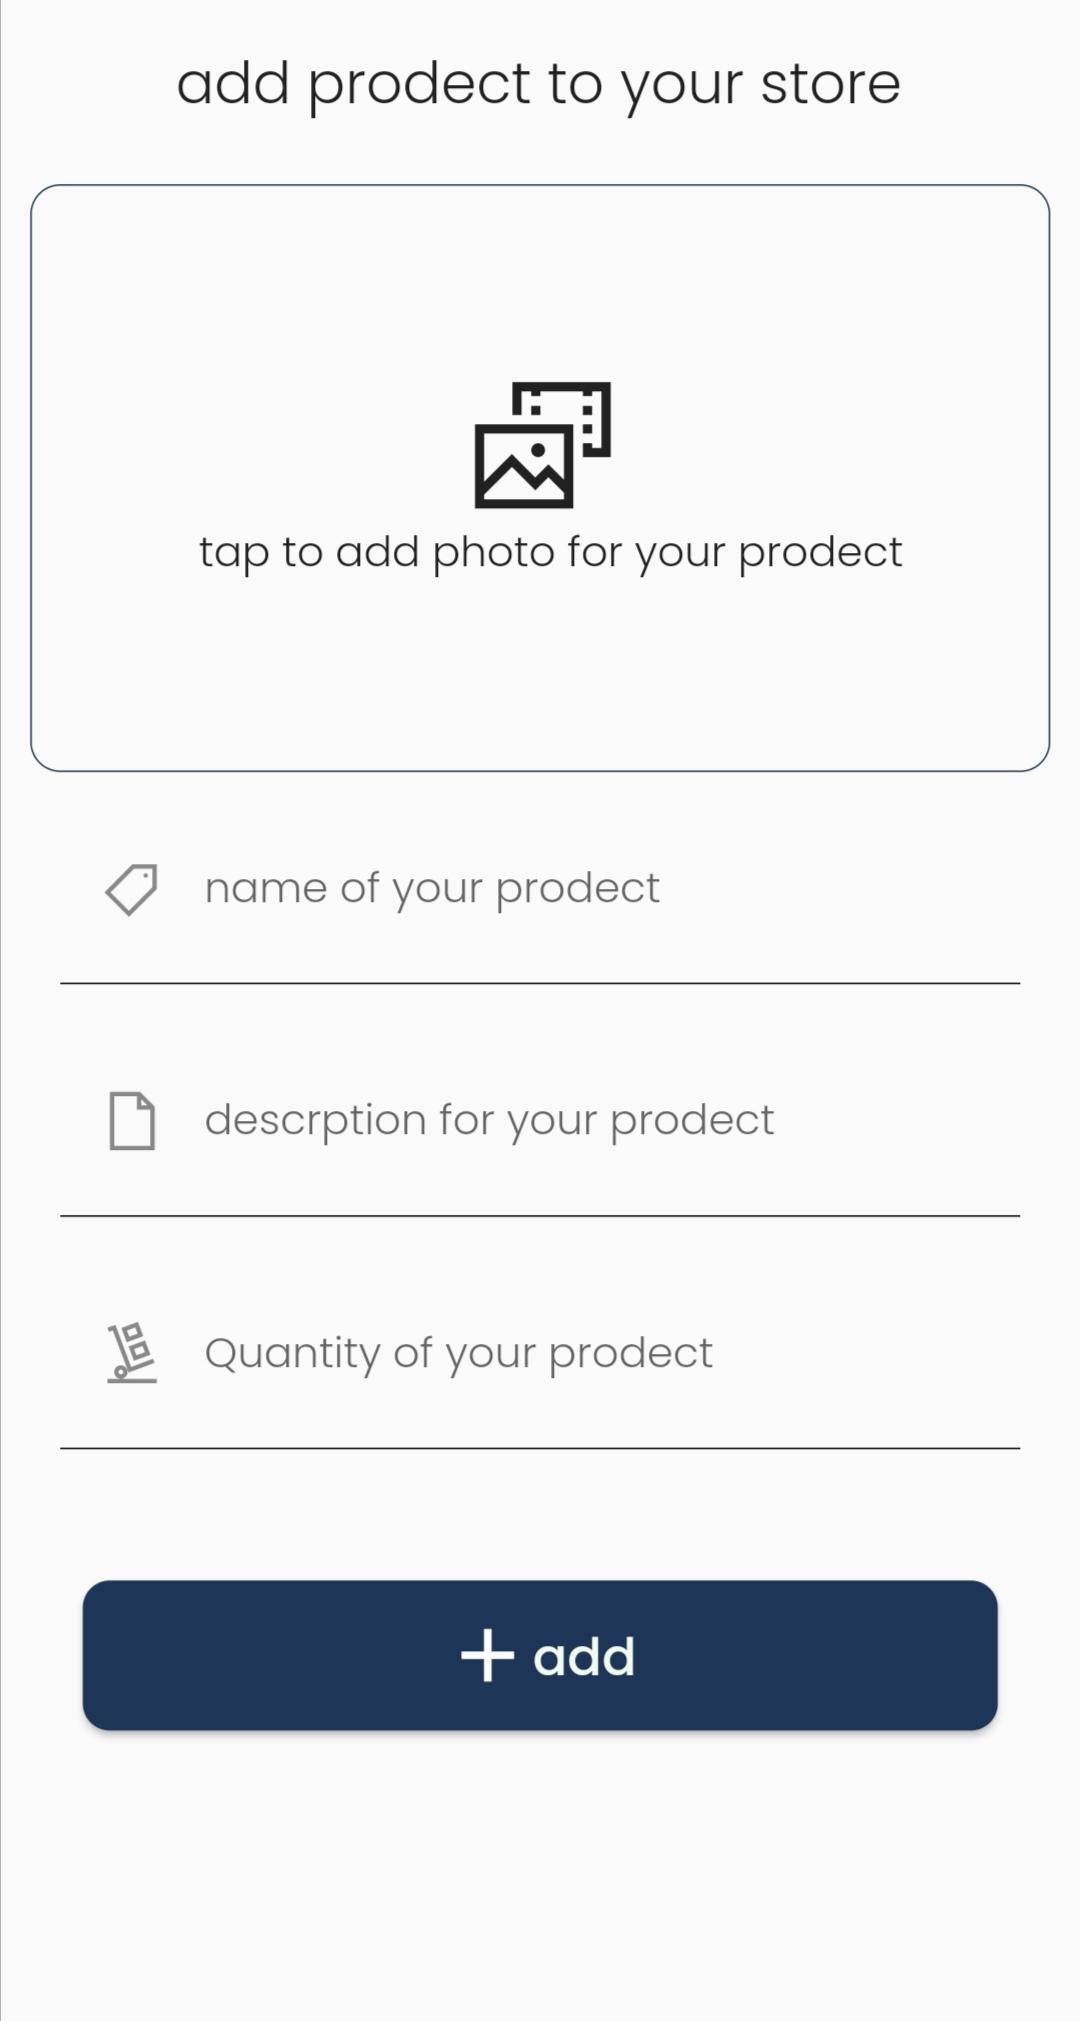 add prodect to your store
tap to add photo for your prodect
name of your prodect
descrption for your prodect
Quantity of your prodect
add